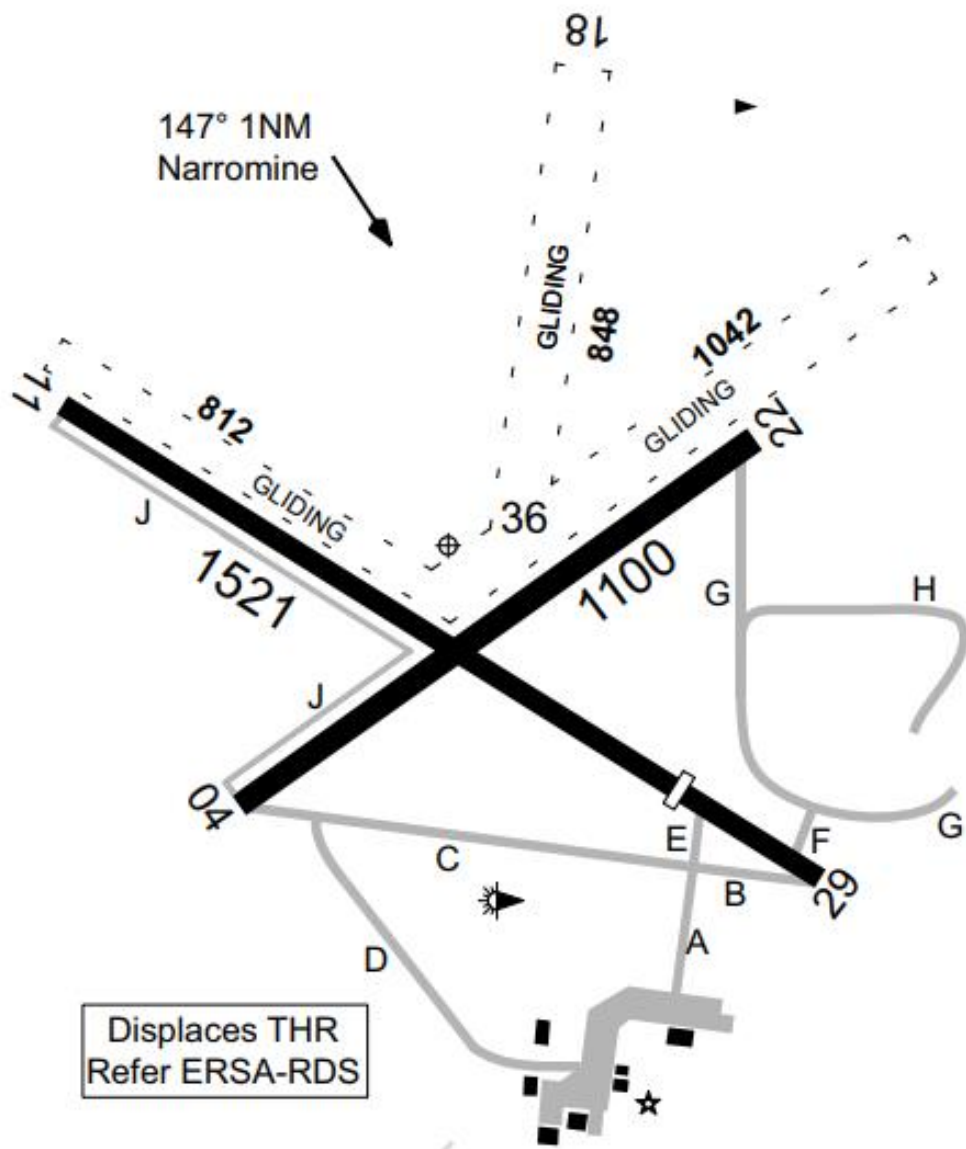 18
147° 1NM
Narromine
GLIDING
848
1042
GLIDING
11
812
GLIDING
22
J
1521
36
1100
G
H
J
04
C
E
F
G
B
29
D
A
Displaces THR
Refer ERSA-RDS